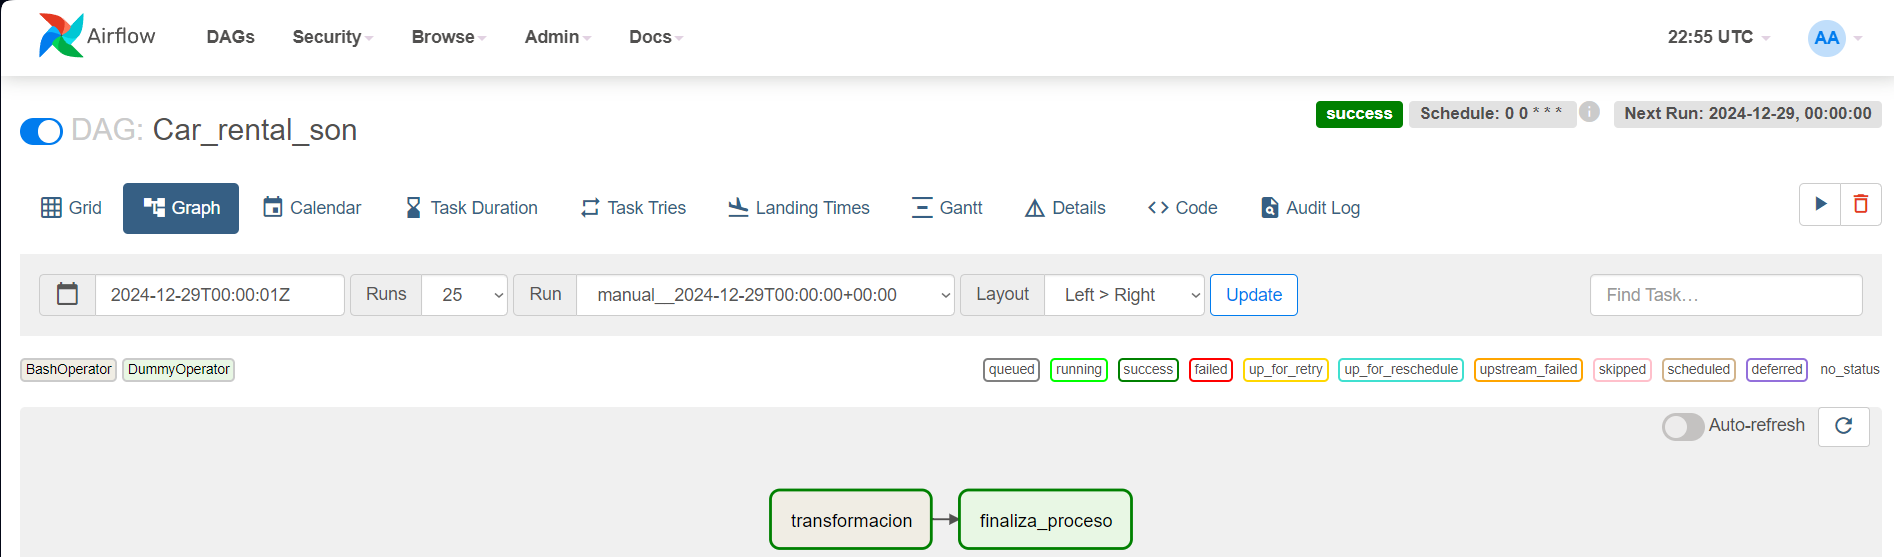 Airflow DAGs Security Browse Admin Docs 22:55 UTC AA
success Schedule: 0 0 * * * i Next Run: 2024-12-29, 00:00:00
DAG: Car_rental_son
Grid Graph Calendar Task Duration Task Tries Landing Times Gantt Details Code Audit Log
2024-12-29T00:00:01Z Runs 25 Run manual__2024-12-29T00:00:00+00:00 Layout Left > Right Update Find Task…
BashOperator DummyOperator queued running success failed up_for_retry up_for_reschedule upstream_failed skipped scheduled deferred no_status
Auto-refresh
transformacion finaliza_proceso